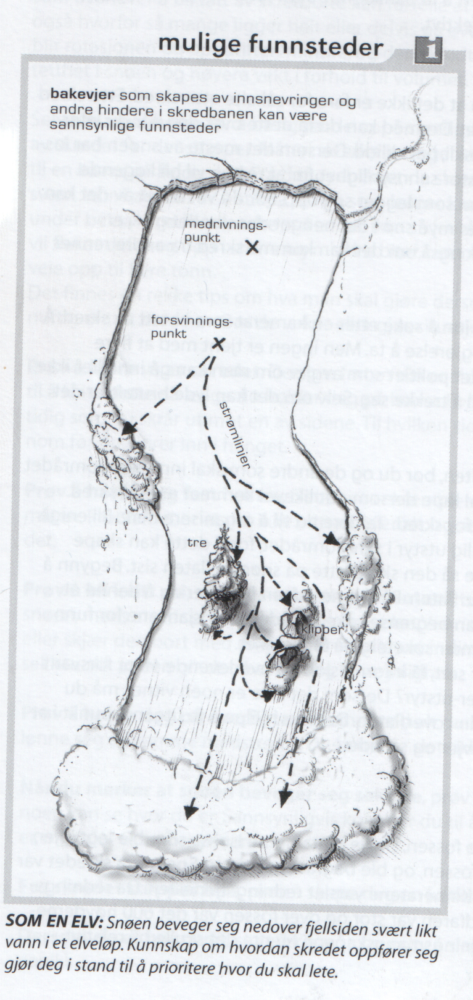 mulige funnsteder 1
bakevjer som skapes av innsnevringer og
andre hindere i skredbanen kan være
sannsynlige funnsteder
medrivnings-
punkt
forsvinnings-
punkt
strømlinjer
tre
klipper
SOM EN ELV: Snøen beveger seg nedover fjellsiden svært likt
vann i et elveløp. Kunnskap om hvordan skredet oppfører seg
gjør deg i stand til å prioritere hvor du skal lete.